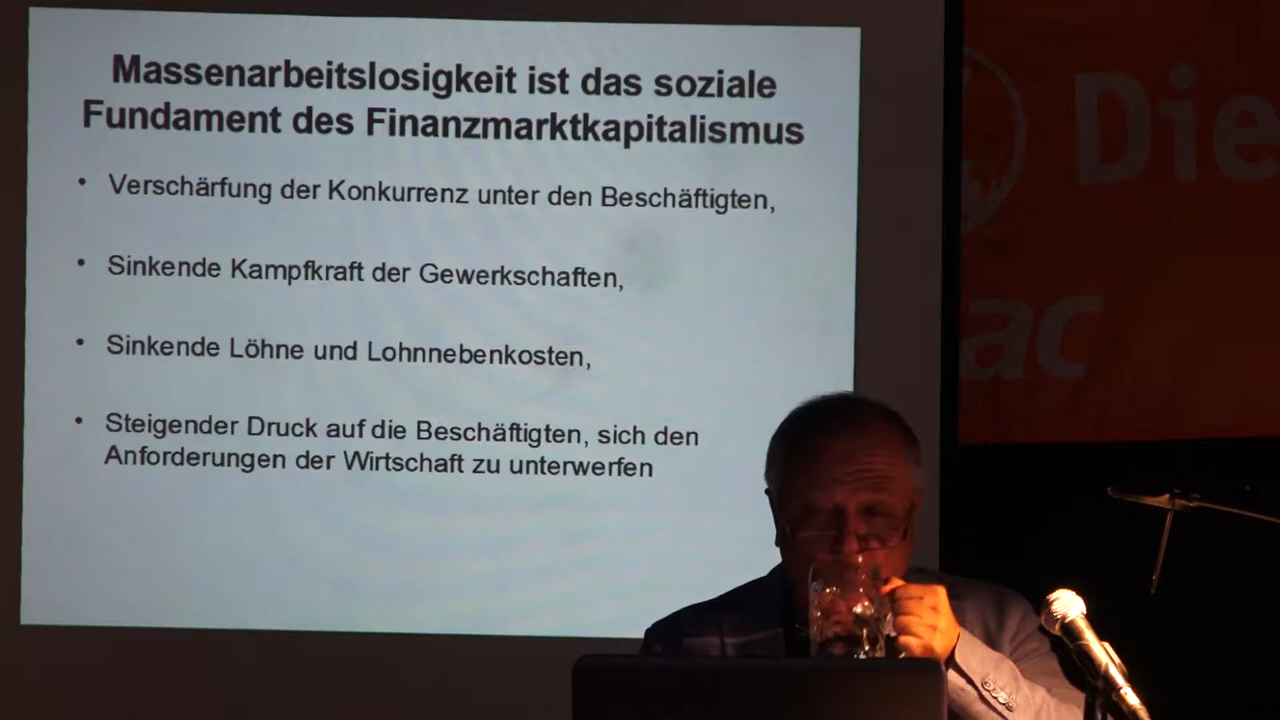 Massenarbeitslosigkeit ist das soziale
Fundament des Finanzmarktkapitalismus
• Verschärfung der Konkurrenz unter den Beschäftigten,
• Sinkende Kampfkraft der Gewerkschaften,
• Sinkende Löhne und Lohnnebenkosten,
• Steigender Druck auf die Beschäftigten, sich den
Anforderungen der Wirtschaft zu unterwerfen
Die
ac